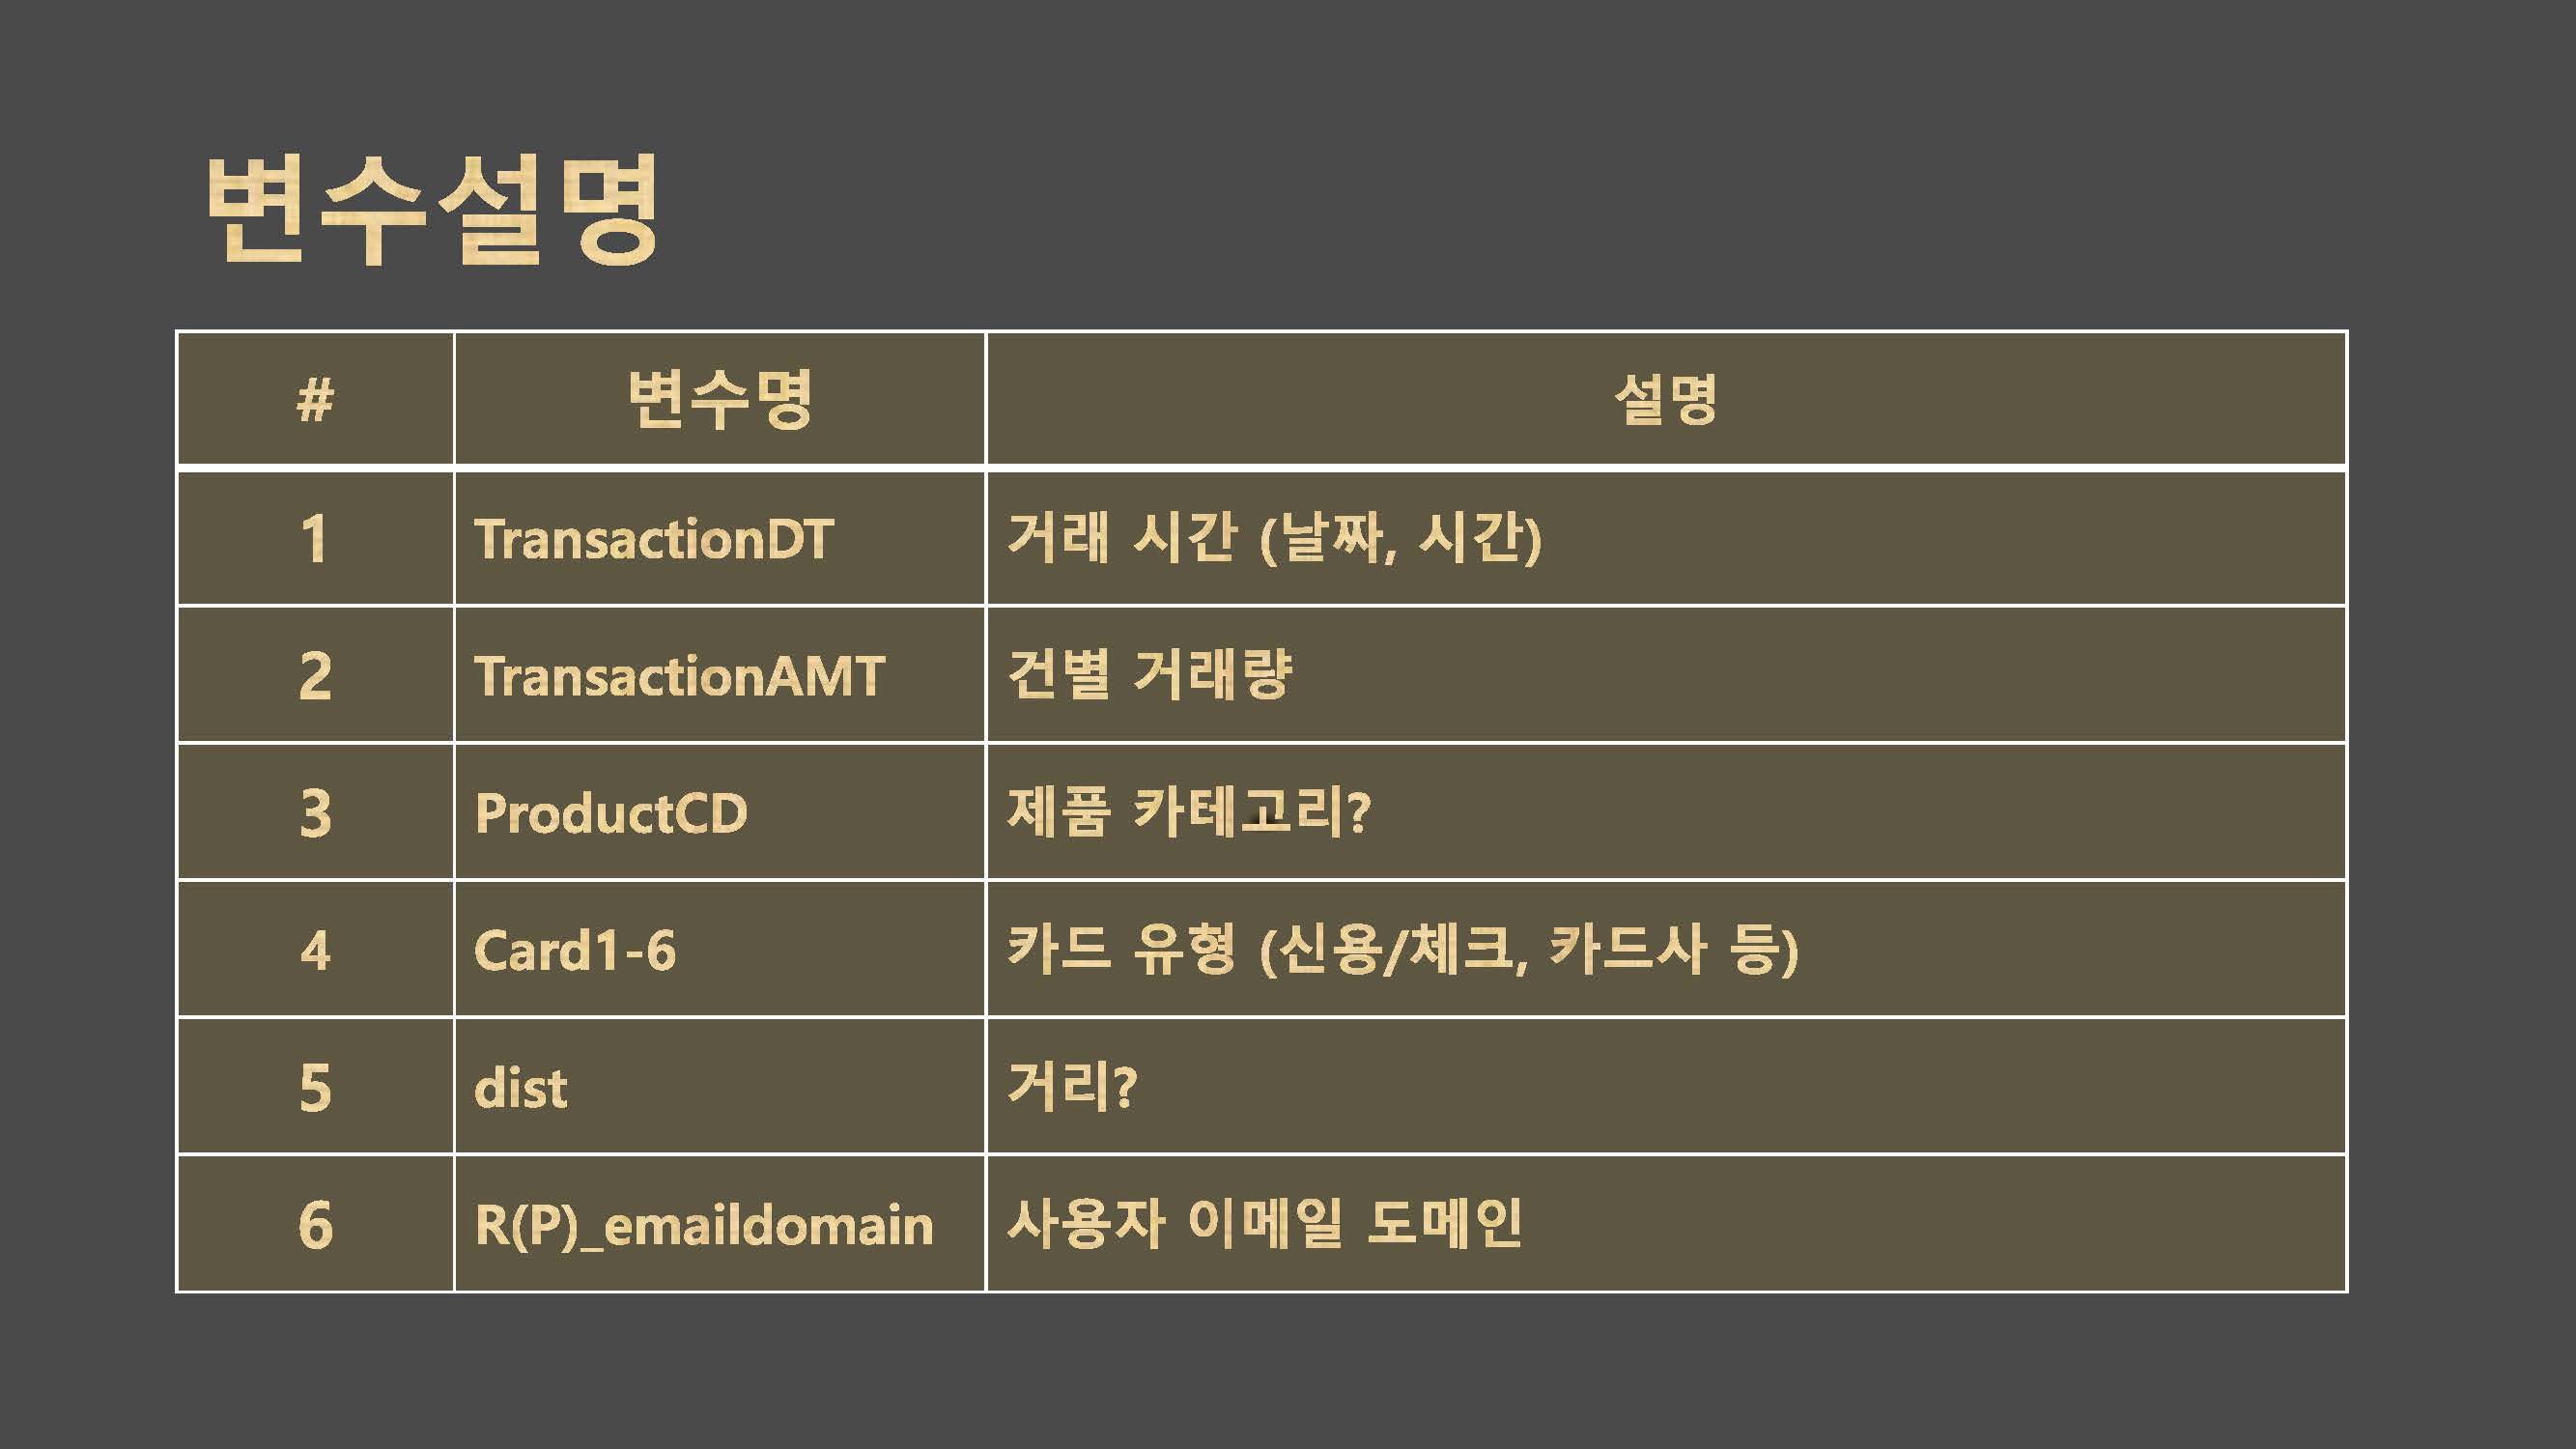 변수설명
# 변수명 설명
1 TransactionDT 거래 시간 (날짜, 시간)
2 TransactionAMT 건별 거래량
3 ProductCD 제품 카테고리?
4 Card1-6 카드 유형 (신용/체크, 카드사 등)
5 dist 거리?
6 R(P)_emaildomain 사용자 이메일 도메인